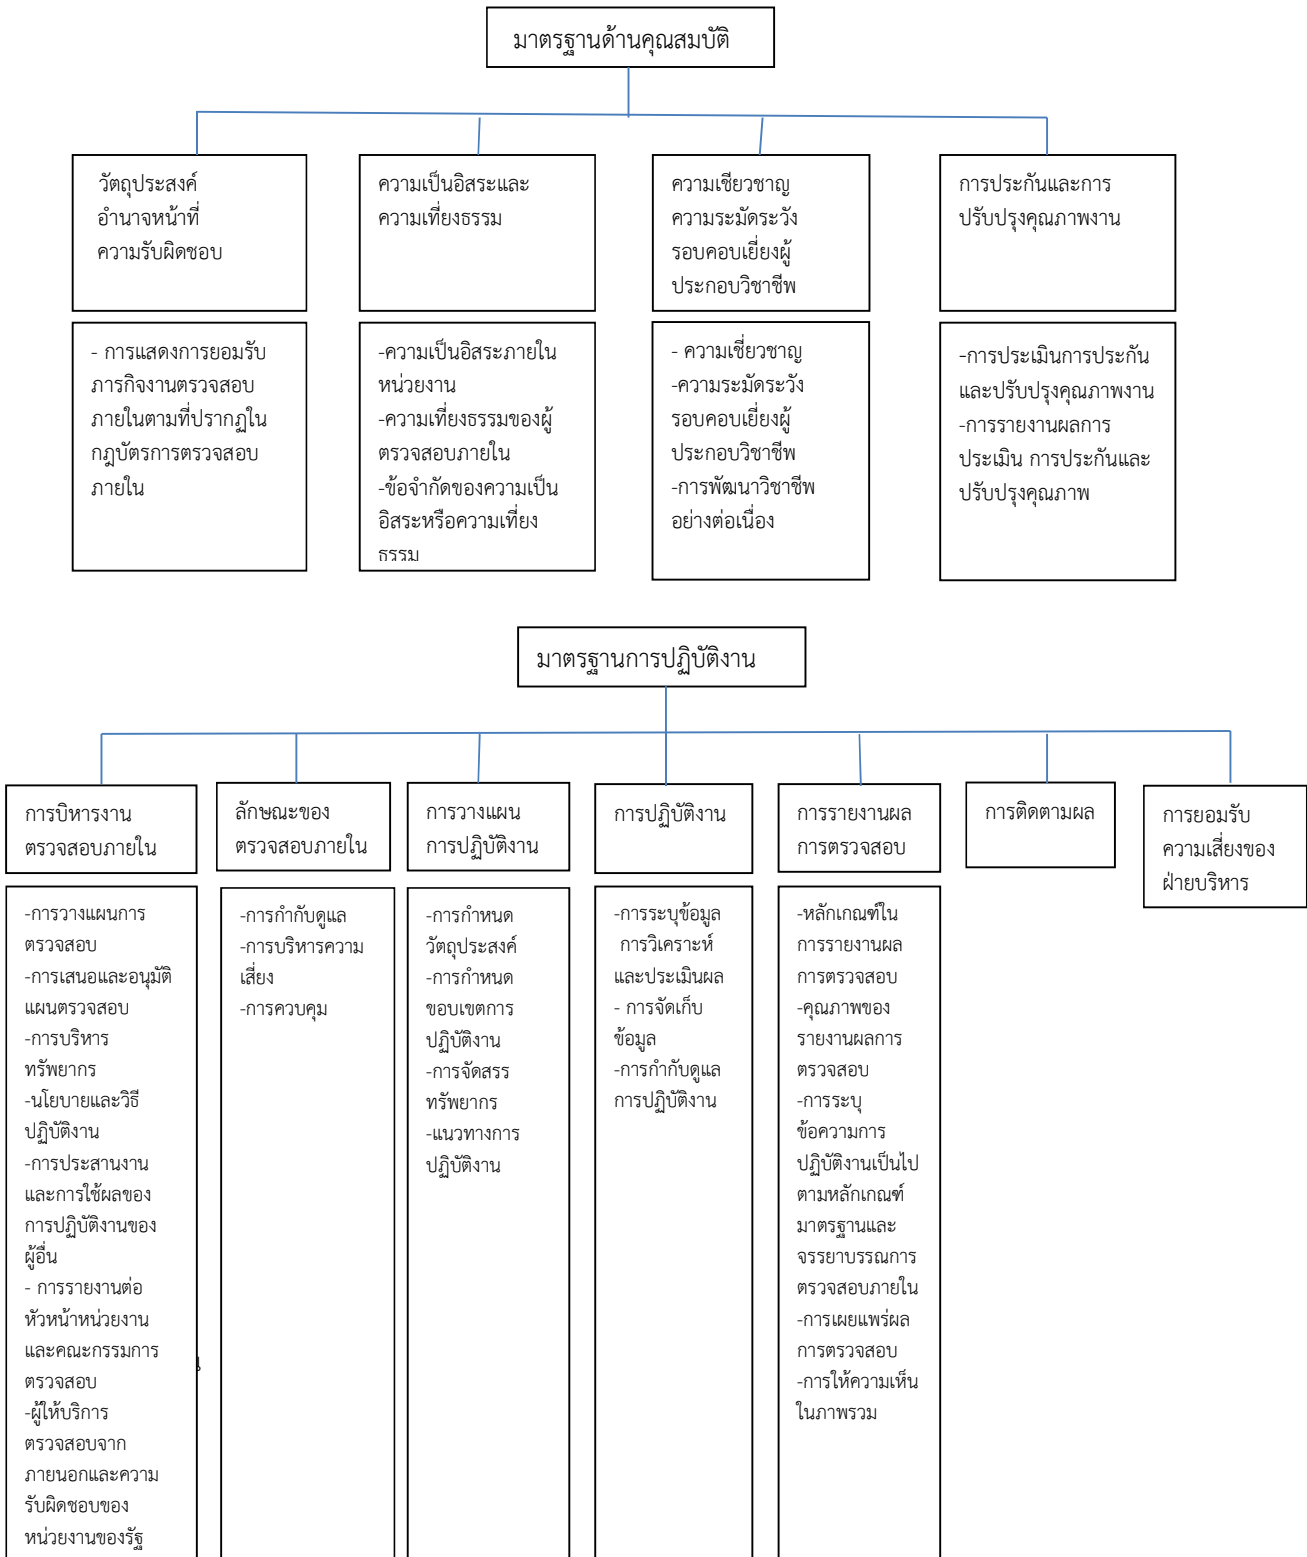 มาตรฐานด้านคุณสมบัติ
วัตถุประสงค์
อำนาจหน้าที่
ความรับผิดชอบ
ความเป็นอิสระและ
ความเที่ยงธรรม
ความเชียวชาญ
ความระมัดระวัง
รอบคอบเยี่ยงผู้
ประกอบวิชาชีพ
การประกันและการ
ปรับปรุงคุณภาพงาน
- การแสดงการยอมรับ
ภารกิจงานตรวจสอบ
ภายในตามที่ปรากฏใน
กฎบัตรการตรวจสอบ
ภายใน
-ความเป็นอิสระภายใน
หน่วยงาน
-ความเที่ยงธรรมของผู้
ตรวจสอบภายใน
-ข้อจำกัดของความเป็น
อิสระหรือความเที่ยง
ธรรม
- ความเชี่ยวชาญ
-ความระมัดระวัง
รอบคอบเยี่ยงผู้
ประกอบวิชาชีพ
-การพัฒนาวิชาชีพ
อย่างต่อเนื่อง
-การประเมินการประกัน
และปรับปรุงคุณภาพงาน
-การรายงานผลการ
ประเมิน การประกันและ
ปรับปรุงคุณภาพ
มาตรฐานการปฏิบัติงาน
การบริหารงาน
ตรวจสอบภายใน
ลักษณะของ
ตรวจสอบภายใน
การวางแผน
การปฏิบัติงาน
การปฏิบัติงาน
การรายงานผล
การตรวจสอบ
การติดตามผล
การยอมรับ
ความเสี่ยงของ
ฝ่ายบริหาร
-การวางแผนการ
ตรวจสอบ
-การเสนอและอนุมัติ
แผนตรวจสอบ
-การบริหาร
ทรัพยากร
-นโยบายและวิธี
ปฏิบัติงาน
-การประสานงาน
และการใช้ผลของ
การปฏิบัติงานของ
ผู้อื่น
- การรายงานต่อ
หัวหน้าหน่วยงาน
และคณะกรรมการ
ตรวจสอบ
-ผู้ให้บริการ
ตรวจสอบจาก
ภายนอกและความ
รับผิดชอบของ
หน่วยงานของรัฐ
-การกำกับดูแล
-การบริหารความ
เสี่ยง
-การควบคุม
-การกำหนด
วัตถุประสงค์
-การกำหนด
ขอบเขตการ
ปฏิบัติงาน
-การจัดสรร
ทรัพยากร
-แนวทางการ
ปฏิบัติงาน
-การระบุข้อมูล
การวิเคราะห์
และประเมินผล
- การจัดเก็บ
ข้อมูล
-การกำกับดูแล
การปฏิบัติงาน
-หลักเกณฑ์ใน
การรายงานผล
การตรวจสอบ
-คุณภาพของ
รายงานผลการ
ตรวจสอบ
-การระบุ
ข้อความการ
ปฏิบัติงานเป็นไป
ตามหลักเกณฑ์
มาตรฐานและ
จรรยาบรรณการ
ตรวจสอบภายใน
-การเผยแพร่ผล
การตรวจสอบ
-การให้ความเห็น
ในภาพรวม